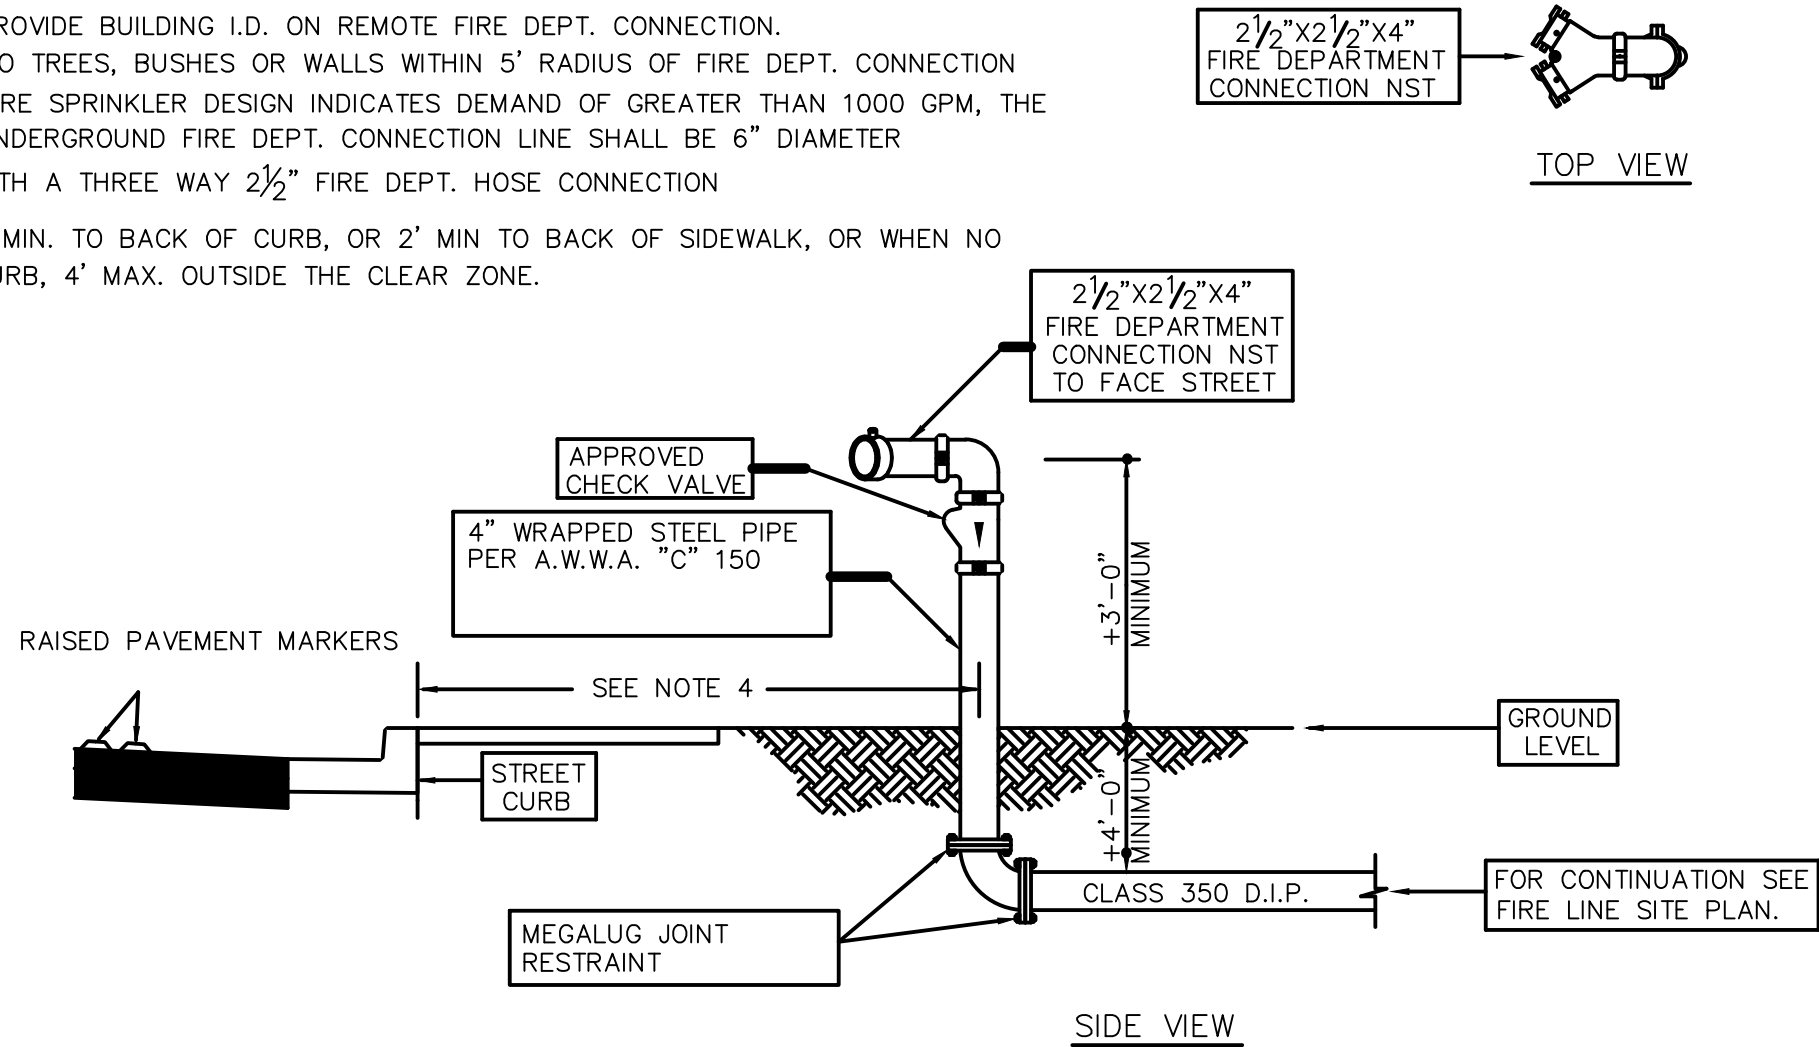 ROVIDE BUILDING I.D. ON REMOTE FIRE DEPT. CONNECTION.
O TREES, BUSHES OR WALLS WITHIN 5' RADIUS OF FIRE DEPT. CONNECTION
RE SPRINKLER DESIGN INDICATES DEMAND OF GREATER THAN 1000 GPM, THE
NDERGROUND FIRE DEPT. CONNECTION LINE SHALL BE 6" DIAMETER
TH A THREE WAY 2½" FIRE DEPT. HOSE CONNECTION
MIN. TO BACK OF CURB, OR 2' MIN TO BACK OF SIDEWALK, OR WHEN NO
URB, 4' MAX. OUTSIDE THE CLEAR ZONE.
2½"X2½"X4"
FIRE DEPARTMENT
CONNECTION NST
TOP VIEW
2½"X2½"X4"
FIRE DEPARTMENT
CONNECTION NST
TO FACE STREET
APPROVED
CHECK VALVE
4" WRAPPED STEEL PIPE
PER A.W.W.A. "C" 150
+3'-0"
MINIMUM
RAISED PAVEMENT MARKERS
SEE NOTE 4
GROUND
LEVEL
STREET
CURB
+4'-0"
MINIMUM
CLASS 350 D.I.P.
FOR CONTINUATION SEE
FIRE LINE SITE PLAN.
MEGALUG JOINT
RESTRAINT
SIDE VIEW